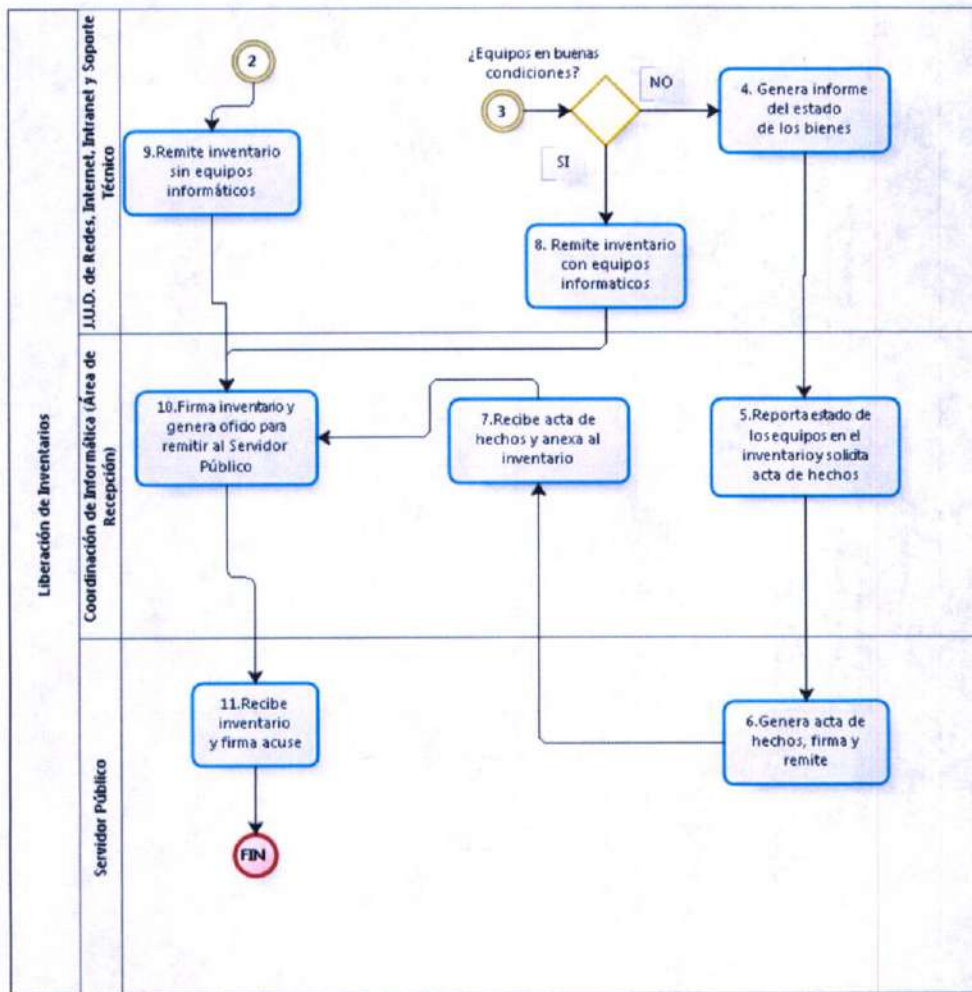 Liberación de Inventarios
J.U.D. de Redes, Internet, Intranet y Soporte
Técnico
2
9.Remite inventario
sin equipos
informáticos
¿Equipos en buenas
condiciones?
3
NO
SI
4. Genera informe
del estado
de los bienes
8. Remite inventario
con equipos
informaticos
Coordinación de Informática (Área de
Recepción)
10.Firma inventario y
genera oficio para
remitir al Servidor
Público
7.Recibe acta de
hechos y anexa al
inventario
5.Reporta estado de
los equipos en el
inventario y solicita
acta de hechos
Servidor Público
11.Recibe
inventario
y firma acuse
6.Genera acta de
hechos, firma y
remite
FIN